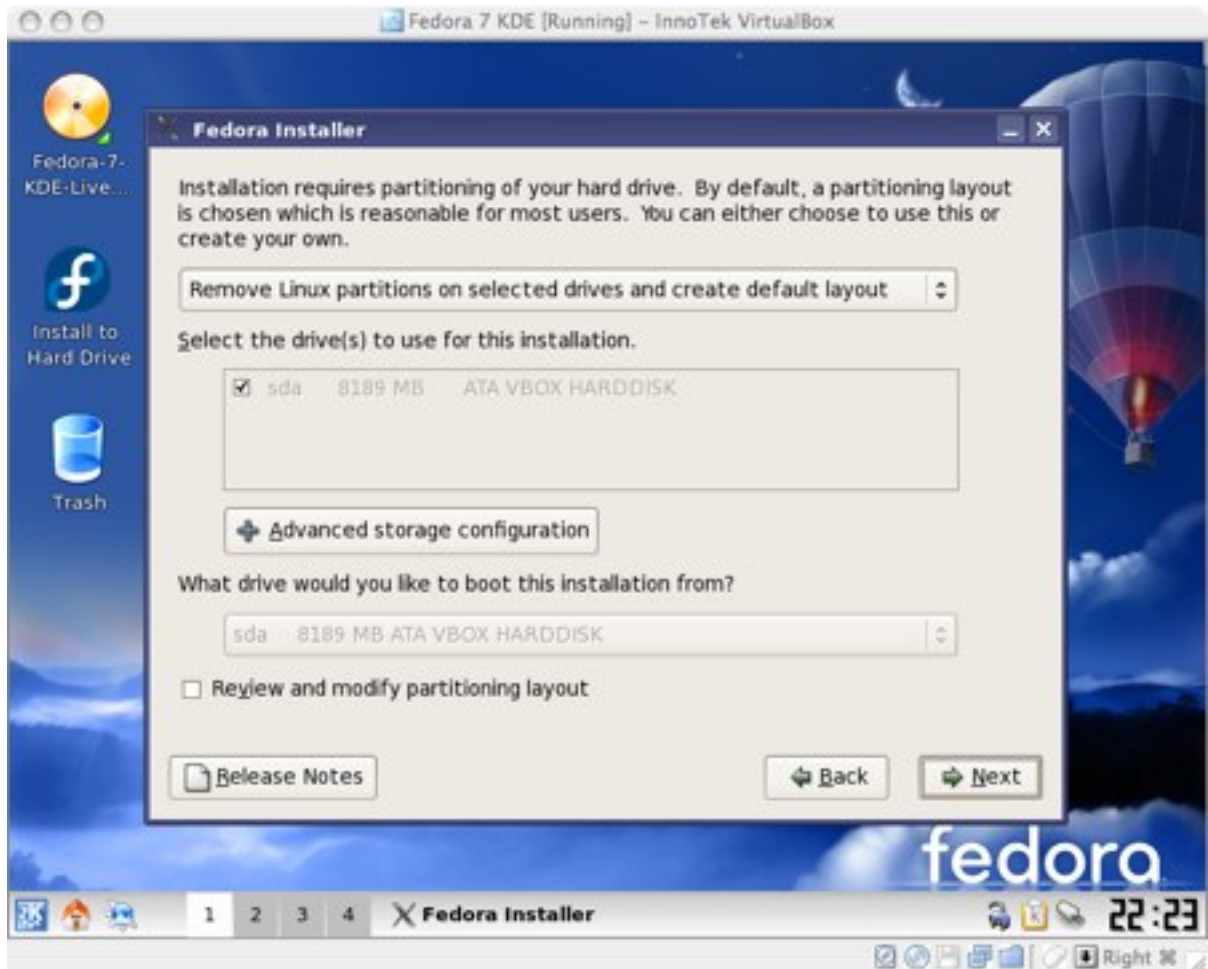 Fedora 7 KDE [Running] – InnoTek VirtualBox
Fedora-7-
KDE-Live...
Install to
Hard Drive
Trash
Fedora Installer
Installation requires partitioning of your hard drive. By default, a partitioning layout
is chosen which is reasonable for most users. You can either choose to use this or
create your own.
Remove Linux partitions on selected drives and create default layout
Select the drive(s) to use for this installation.
sda 8189 MB ATA VBOX HARDDISK
Advanced storage configuration
What drive would you like to boot this installation from?
sda 8189 MB ATA VBOX HARDDISK
Review and modify partitioning layout
Release Notes
Back
Next
fedora
1 2 3 4 Fedora Installer 22:23
Right ⌘